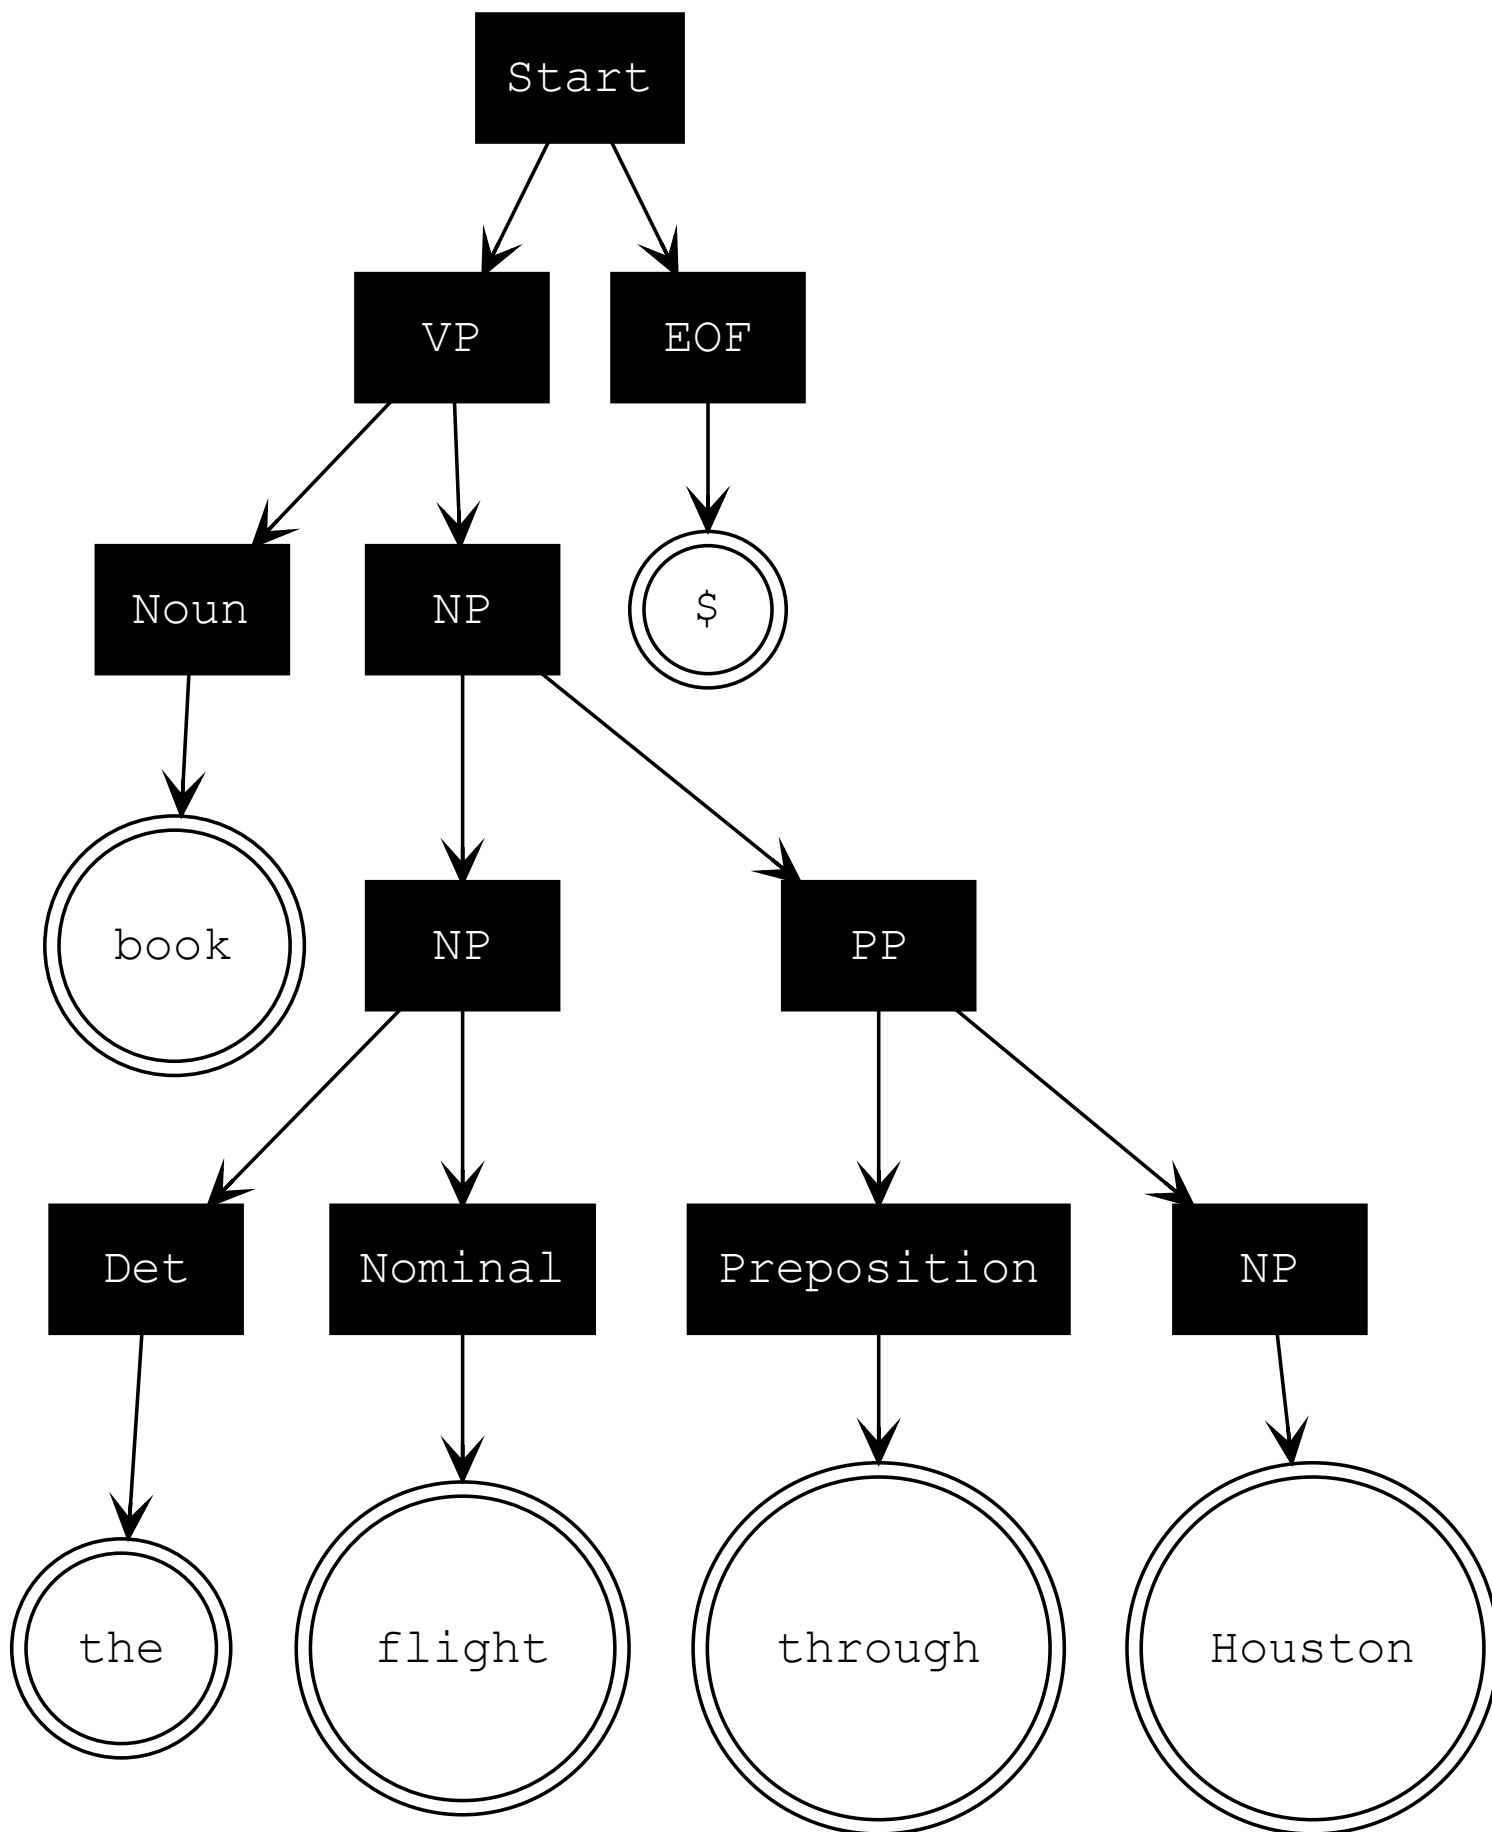 Start
VP EOF
Noun NP $
book NP PP
Det Nominal Preposition NP
the flight through Houston